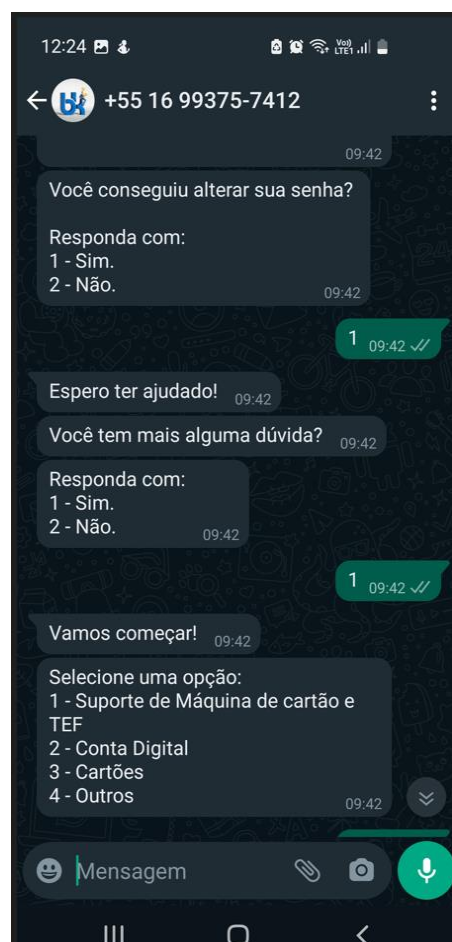 12:24
VoI) LTE1
bk
+55 16 99375-7412
09:42
Você conseguiu alterar sua senha?
Responda com:
1 - Sim.
2 - Não.
09:42
1 09:42
Espero ter ajudado! 09:42
Você tem mais alguma dúvida? 09:42
Responda com:
1 - Sim.
2 - Não.
09:42
1 09:42
Vamos começar! 09:42
Selecione uma opção:
1 - Suporte de Máquina de cartão e
TEF
2 - Conta Digital
3 - Cartões
4 - Outros
09:42
Mensagem